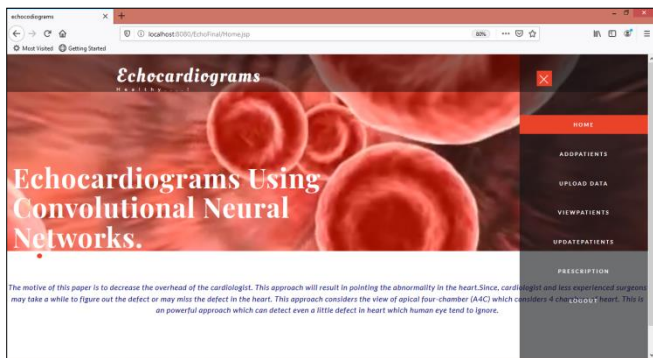 echocediograms
localhost:8080/EchoFinal/Home.jsp
80%
Most Visited Getting Started
Echocardiograms
Healthy....!
HOME
ADDPATIENTS
UPLOAD DATA
VIEWPATIENTS
UPDATEPATIENTS
PRESCRIPTION
LOGOUT
Echocardiograms Using
Convolutional Neural
Networks.
The motive of this paper is to decrease the overhead of the cardiologist. This approach will result in pointing the abnormality in the heart.Since, cardiologist and less experienced surgeons
may take a while to figure out the defect or may miss the defect in the heart. This approach considers the view of apical four-chamber (A4C) which considers 4 heart. This is
an powerful approach which can detect even a little defect in heart which human eye tend to ignore.